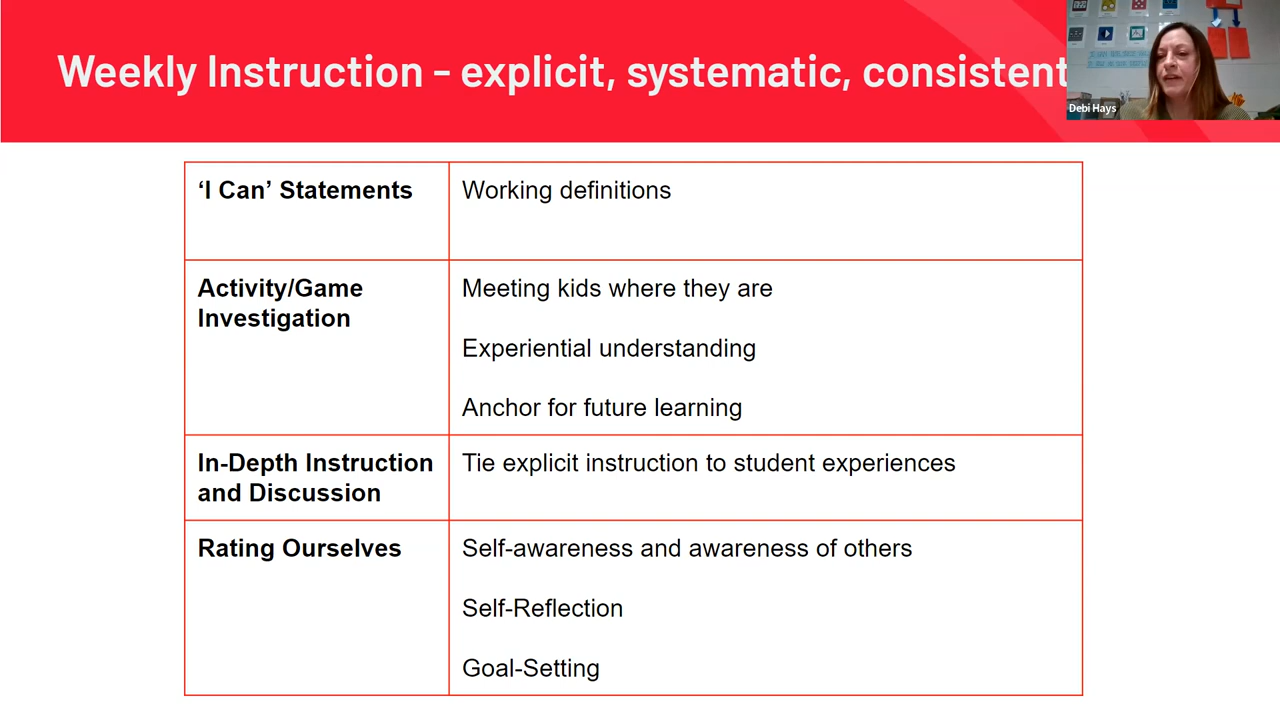 Weekly Instruction - explicit, systematic, consistent
Debi Hays
‘I Can’ Statements
Working definitions
Activity/Game
Investigation
Meeting kids where they are
Experiential understanding
Anchor for future learning
In-Depth Instruction
and Discussion
Tie explicit instruction to student experiences
Rating Ourselves
Self-awareness and awareness of others
Self-Reflection
Goal-Setting